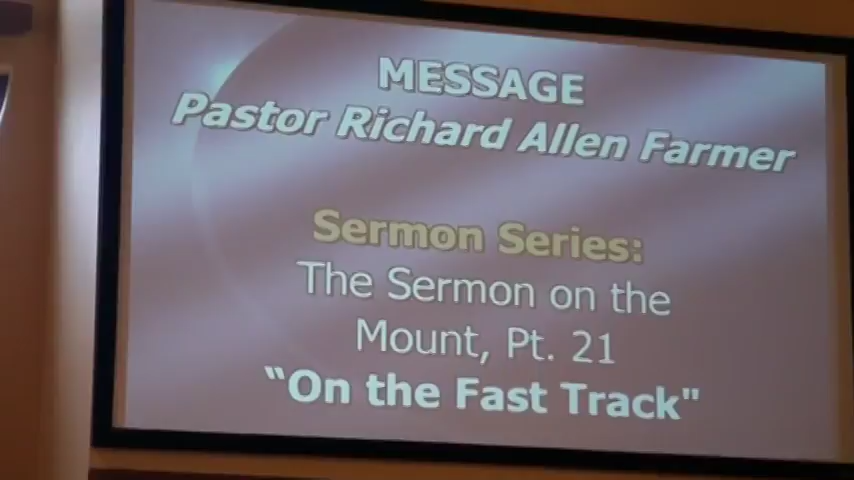 MESSAGE
Pastor Richard Allen Farmer
Sermon Series:
The Sermon on the
Mount, Pt. 21
“On the Fast Track"